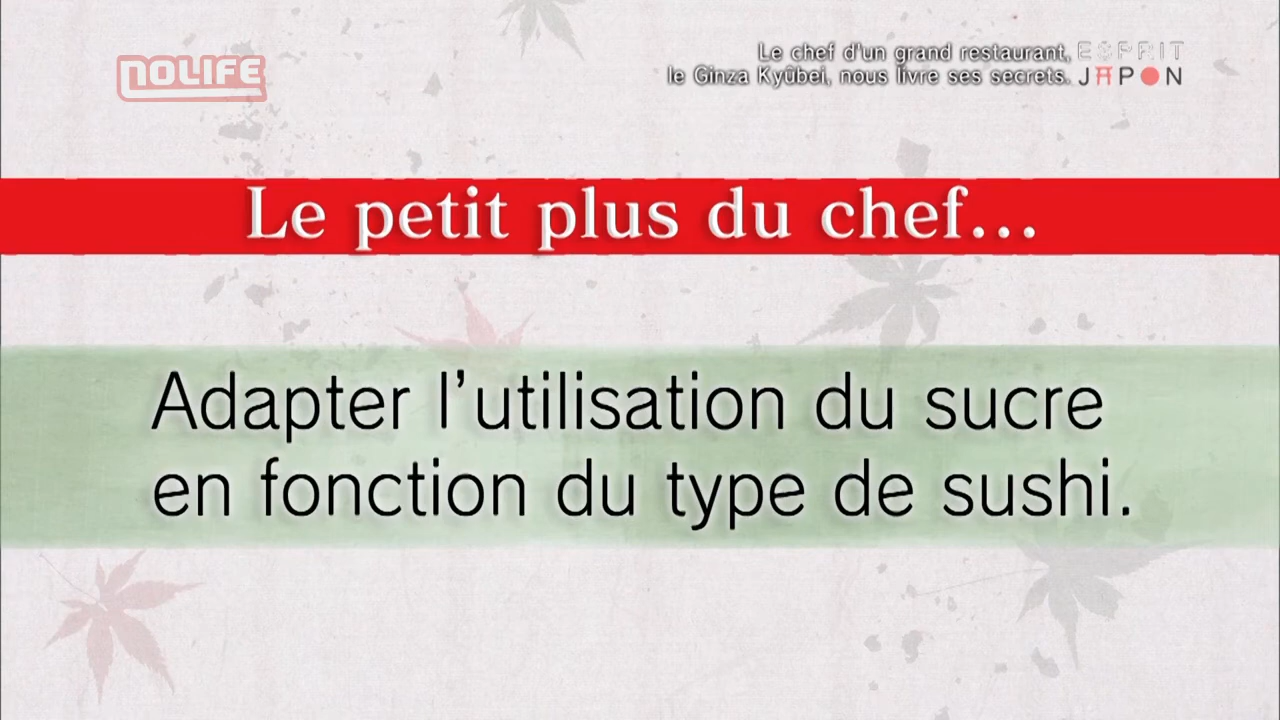 NOLIFE
Le chef d'un grand restaurant,
le Ginza Kyûbei, nous livre ses secrets.
ESPRIT
JAPON
Le petit plus du chef...
Adapter l’utilisation du sucre
en fonction du type de sushi.